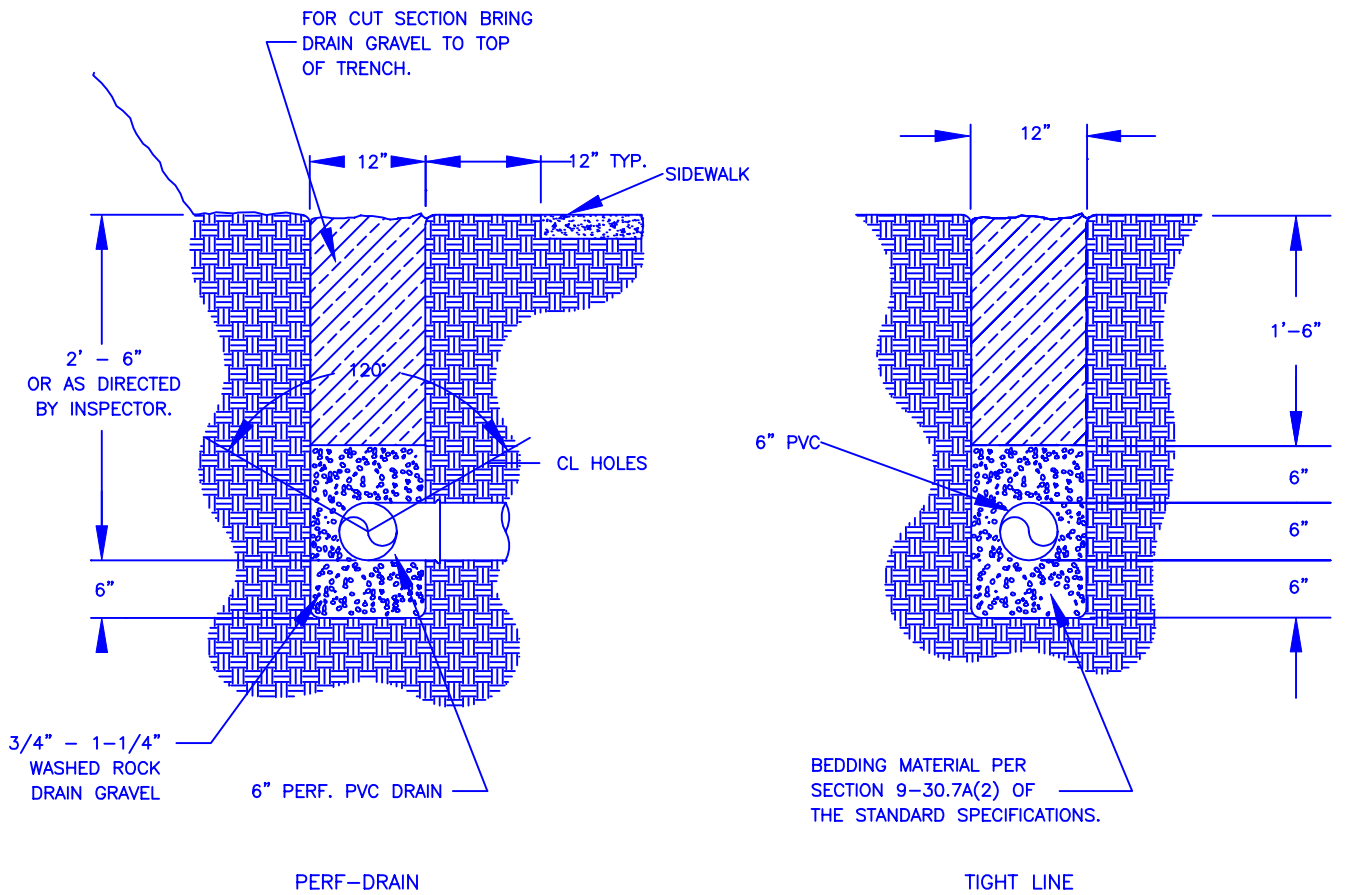 FOR CUT SECTION BRING
DRAIN GRAVEL TO TOP
OF TRENCH.
12"
12" TYP.
SIDEWALK
2' - 6"
OR AS DIRECTED
BY INSPECTOR.
120°
CL HOLES
6"
3/4" - 1-1/4"
WASHED ROCK
DRAIN GRAVEL
6" PERF. PVC DRAIN
PERF-DRAIN
12"
1'-6"
6" PVC
6"
6"
6"
BEDDING MATERIAL PER
SECTION 9-30.7A(2) OF
THE STANDARD SPECIFICATIONS.
TIGHT LINE